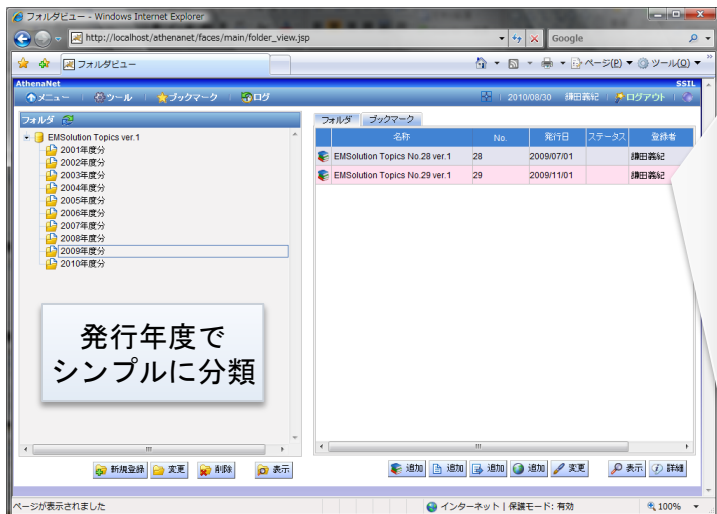 フォルダビュー - Windows Internet Explorer
http://localhost/athenanet/faces/main/folder_view.jsp
Google
フォルダビュー
ページ(P)
ツール(O)
AthenaNet
SSIL
メニュー
ツール
ブックマーク
ログ
2010/08/30
鎌田義紀
ログアウト
フォルダ
EMSolution Topics ver.1
2001年度分
2002年度分
2003年度分
2004年度分
2005年度分
2006年度分
2007年度分
2008年度分
2009年度分
2010年度分
発行年度で
シンプルに分類
新規登録 変更 削除 表示
フォルダ ブックマーク
名称 No. 発行日 ステータス 登録者
EMSolution Topics No.28 ver.1 28 2009/07/01 鎌田義紀
EMSolution Topics No.29 ver.1 29 2009/11/01 鎌田義紀
追加 追加 追加 追加 変更 表示 詳細
ページが表示されました
インターネット | 保護モード: 有効
100%